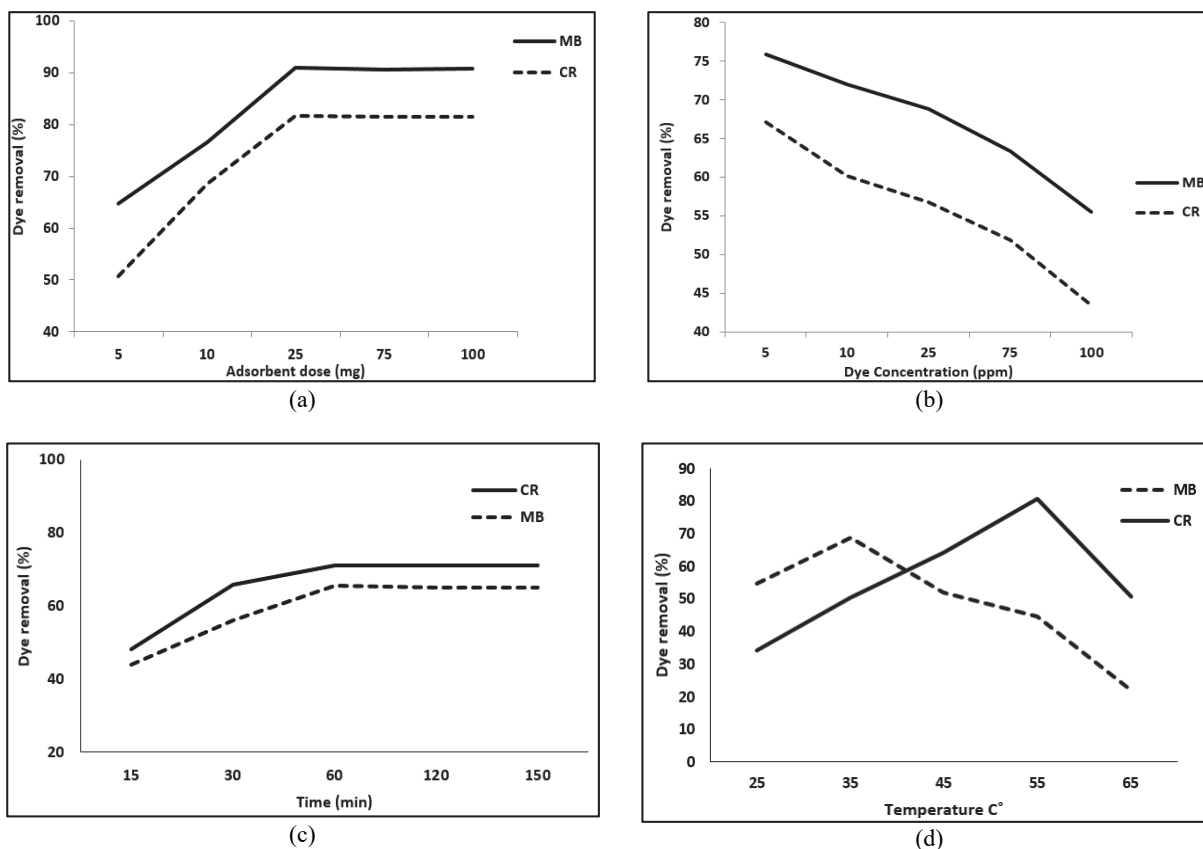 100
90
80
70
60
50
40
Dye removal (%)
MB
CR
5 10 25 75 100
Adsorbent dose (mg)
(a)
80
75
70
65
60
55
50
45
40
Dye removal (%)
MB
CR
5 10 25 75 100
Dye Concentration (ppm)
(b)
100
80
60
40
20
Dye removal (%)
CR
MB
15 30 60 120 150
Time (min)
(c)
90
80
70
60
50
40
30
20
10
0
Dye removal (%)
MB
CR
25 35 45 55 65
Temperature C°
(d)